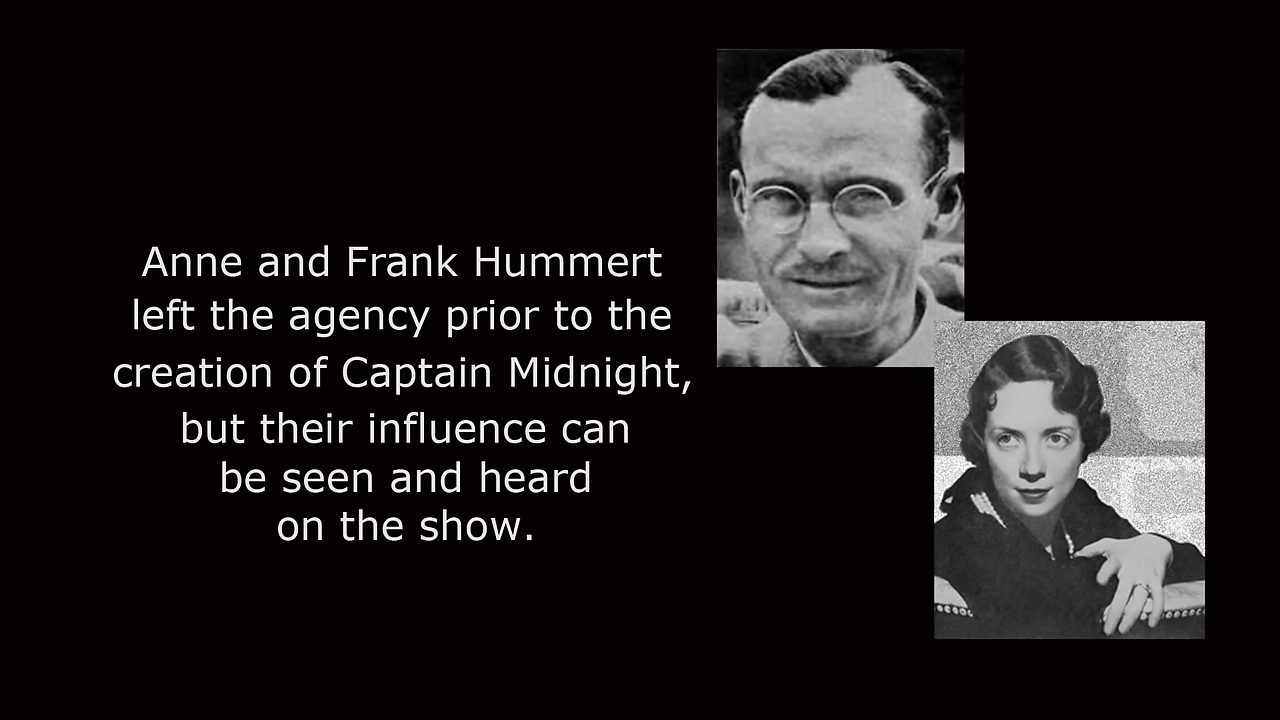 Anne and Frank Hummert
left the agency prior to the
creation of Captain Midnight,
but their influence can
be seen and heard
on the show.